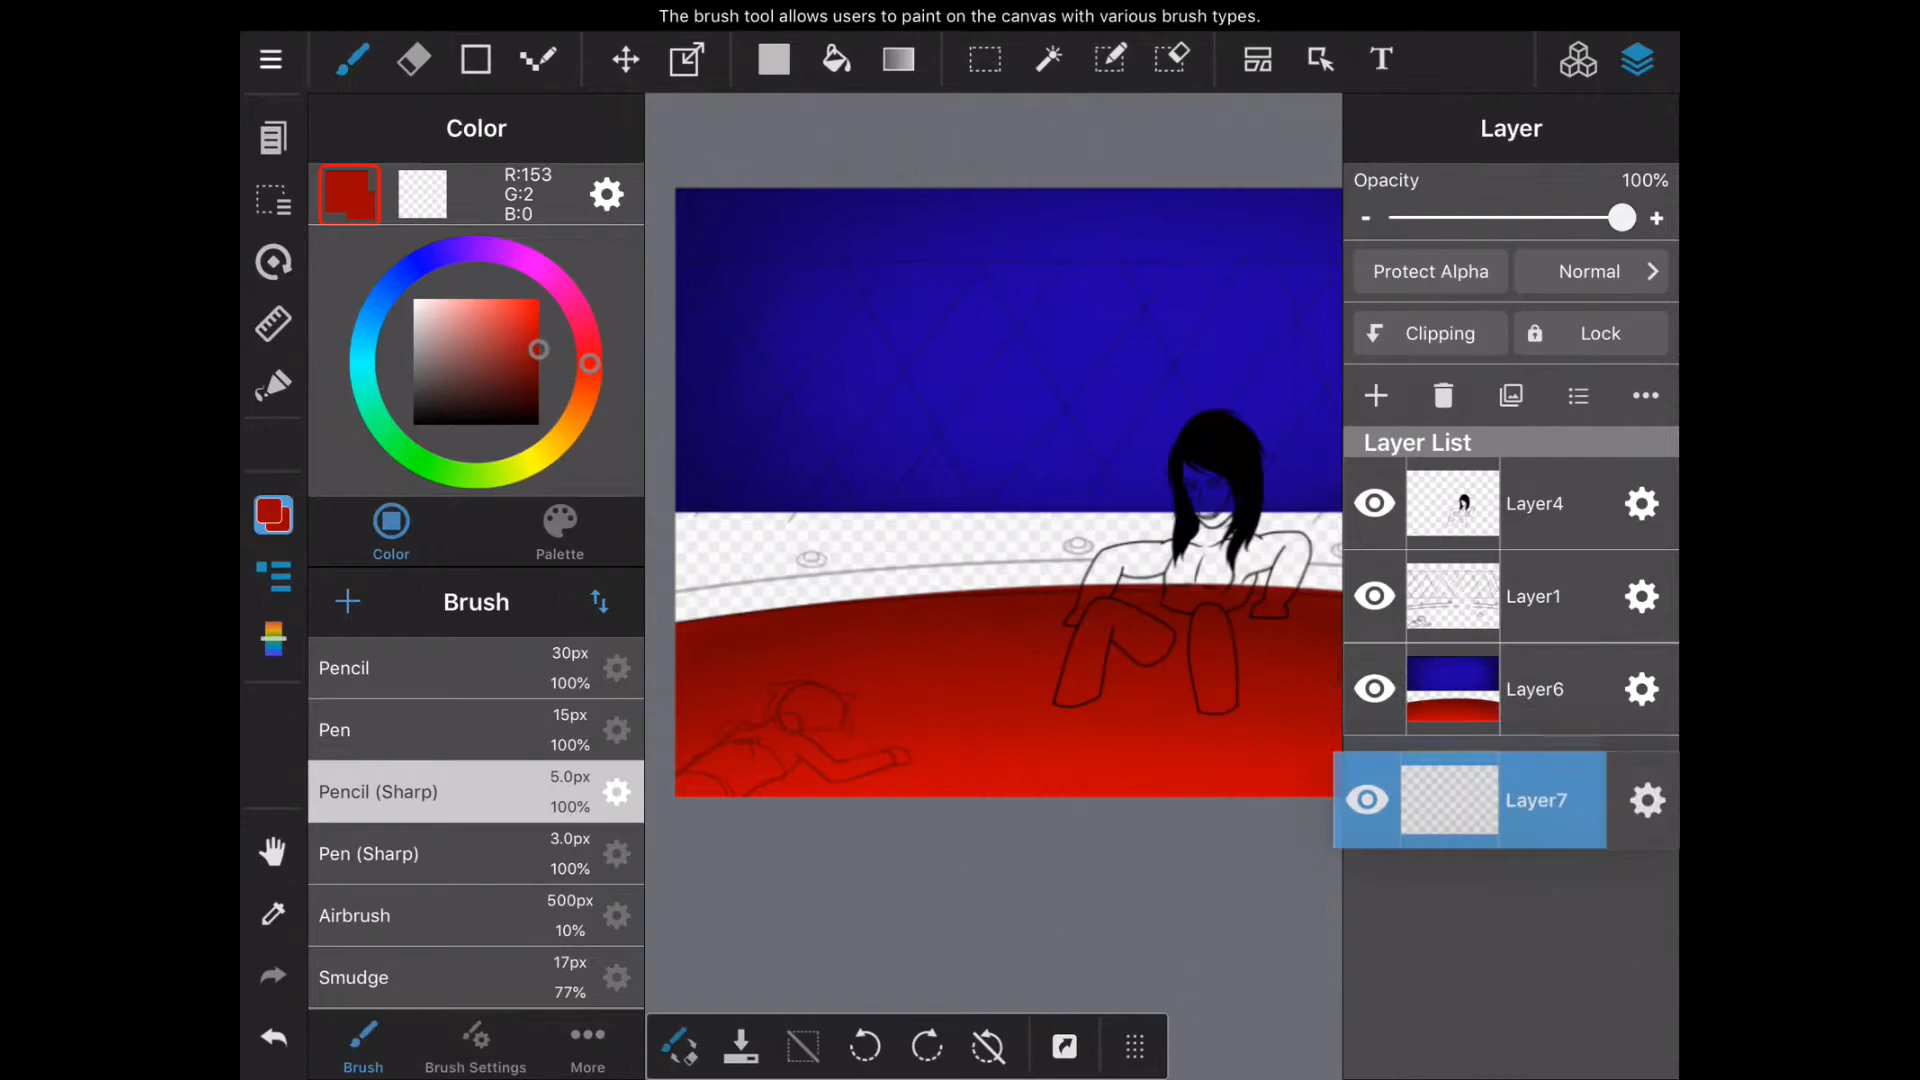 The brush tool allows users to paint on the canvas with various brush types.
T
Color
R:153
G:2
B:0
Color
Palette
Brush
Pencil
30px
100%
Pen
15px
100%
Pencil (Sharp)
5.0px
100%
Pen (Sharp)
3.0px
100%
Airbrush
500px
10%
Smudge
17px
77%
Brush
Brush Settings
More
Layer
Opacity
100%
- +
Protect Alpha
Normal
Clipping
Lock
Layer List
Layer4
Layer1
Layer6
Layer7